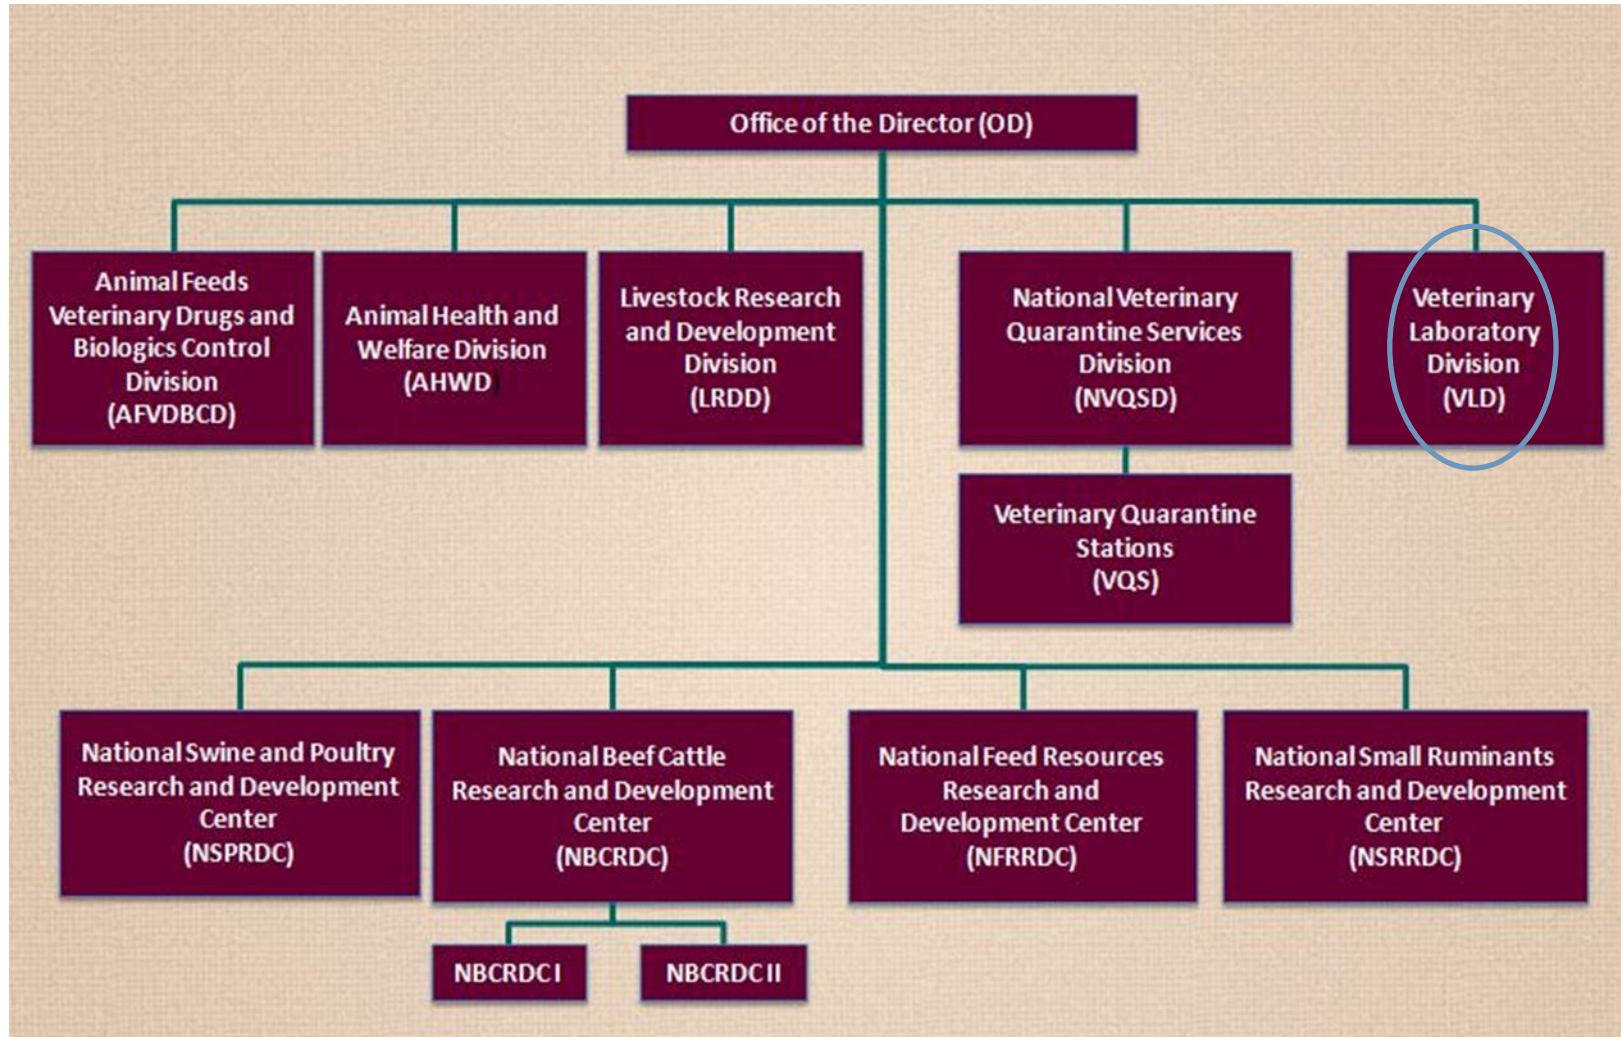 Office of the Director (OD)
Animal Feeds
Veterinary Drugs and
Biologics Control
Division
(AFVDBCD)
Animal Health and
Welfare Division
(AHWD)
Livestock Research
and Development
Division
(LRDD)
National Veterinary
Quarantine Services
Division
(NVQSD)
Veterinary
Laboratory
Division
(VLD)
Veterinary Quarantine
Stations
(VQS)
National Swine and Poultry
Research and Development
Center
(NSPRDC)
National Beef Cattle
Research and Development
Center
(NBCRDC)
National Feed Resources
Research and
Development Center
(NFRRDC)
National Small Ruminants
Research and Development
Center
(NSRRDC)
NBCRDC I
NBCRDC II